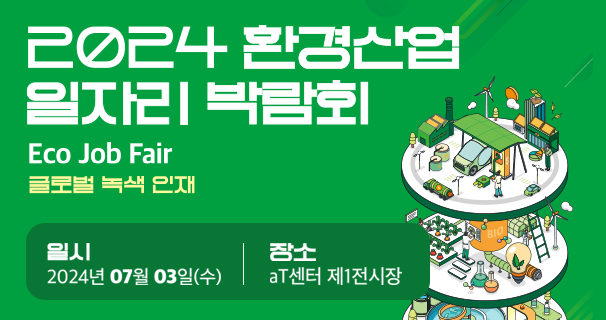 2024 환경산업
일자리 박람회
Eco Job Fair
글로벌 녹색 인재
일시
2024년 07월 03일(수)
장소
aT센터 제1전시장
BIO